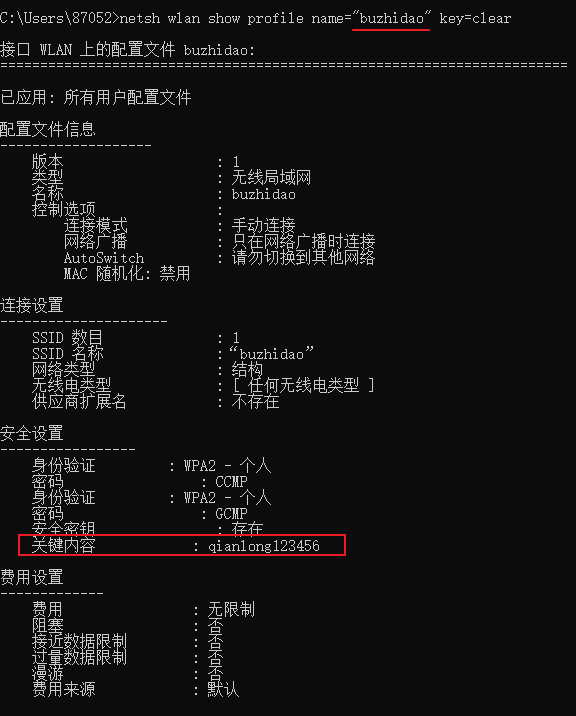 C:\Users\87052>netsh wlan show profile name="buzhidao" key=clear
接口 WLAN 上的配置文件 buzhidao:
=======================================================================
已应用: 所有用户配置文件
配置文件信息
-------------------
版本 : 1
类型 : 无线局域网
名称 : buzhidao
控制选项 :
连接模式 : 手动连接
网络广播 : 只在网络广播时连接
AutoSwitch : 请勿切换到其他网络
MAC 随机化: 禁用
连接设置
---------------------
SSID 数目 : 1
SSID 名称 :“buzhidao”
网络类型 : 结构
无线电类型 : [ 任何无线电类型 ]
供应商扩展名 : 不存在
安全设置
-----------------
身份验证 : WPA2 - 个人
密码 : CCMP
身份验证 : WPA2 - 个人
密码 : GCMP
安全密钥 : 存在
关键内容 : qianlong123456
费用设置
-------------
费用 : 无限制
阻塞 : 否
接近数据限制 : 否
过量数据限制 : 否
漫游 : 否
费用来源 : 默认